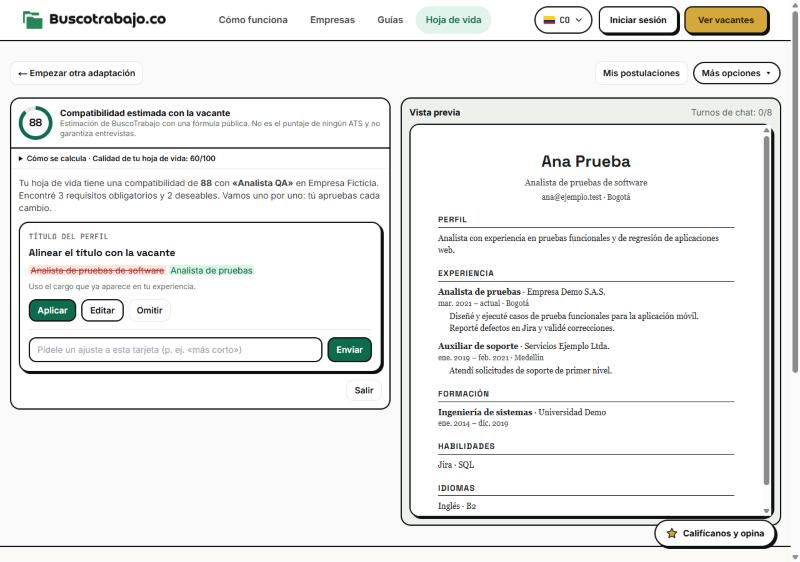 Buscotrabajo.co
Cómo funciona
Empresas
Guías
Hoja de vida
CO
Iniciar sesión
Ver vacantes
← Empezar otra adaptación
Mis postulaciones
Más opciones
88
Compatibilidad estimada con la vacante
Estimación de BuscoTrabajo con una fórmula pública. No es el puntaje de ningún ATS y no
garantiza entrevistas.
Cómo se calcula · Calidad de tu hoja de vida: 60/100
Tu hoja de vida tiene una compatibilidad de 88 con «Analista QA» en Empresa Ficticia.
Encontré 3 requisitos obligatorios y 2 deseables. Vamos uno por uno: tú apruebas cada
cambio.
TÍTULO DEL PERFIL
Alinear el título con la vacante
Analista de pruebas de software Analista de pruebas
Uso el cargo que ya aparece en tu experiencia.
Aplicar
Editar
Omitir
Pídele un ajuste a esta tarjeta (p. ej. «más corto»)
Enviar
Salir
Vista previa
Turnos de chat: 0/8
Ana Prueba
Analista de pruebas de software
ana@ejemplo.test · Bogotá
PERFIL
Analista con experiencia en pruebas funcionales y de regresión de aplicaciones
web.
EXPERIENCIA
Analista de pruebas · Empresa Demo S.A.S.
mar. 2021 – actual · Bogotá
Diseñé y ejecuté casos de prueba funcionales para la aplicación móvil.
Reporté defectos en Jira y validé correcciones.
Auxiliar de soporte · Servicios Ejemplo Ltda.
ene. 2019 – feb. 2021 · Medellín
Atendí solicitudes de soporte de primer nivel.
FORMACIÓN
Ingeniería de sistemas · Universidad Demo
ene. 2014 – dic. 2019
HABILIDADES
Jira · SQL
IDIOMAS
Inglés · B2
Califícanos y opina